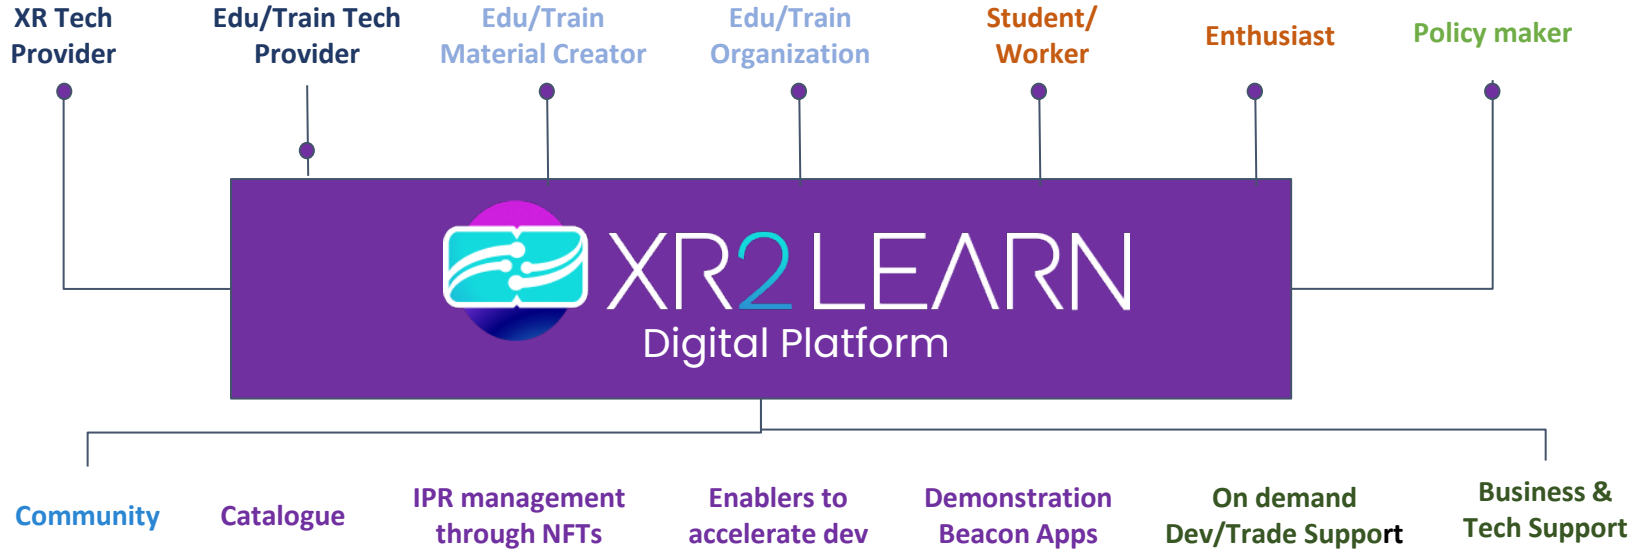 XR Tech
Provider
Edu/Train Tech
Provider
Edu/Train
Material Creator
Edu/Train
Organization
Student/
Worker
Enthusiast
Policy maker
XR2LEARN
Digital Platform
Community
Catalogue
IPR management
through NFTs
Enablers to
accelerate dev
Demonstration
Beacon Apps
On demand
Dev/Trade Support
Business &
Tech Support